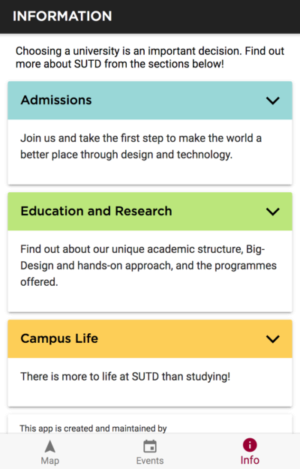 INFORMATION
Choosing a university is an important decision. Find out
more about SUTD from the sections below!
Admissions
Join us and take the first step to make the world a
better place through design and technology.
Education and Research
Find out about our unique academic structure, Big-
Design and hands-on approach, and the programmes
offered.
Campus Life
There is more to life at SUTD than studying!
This app is created and maintained by
Map
Events
Info